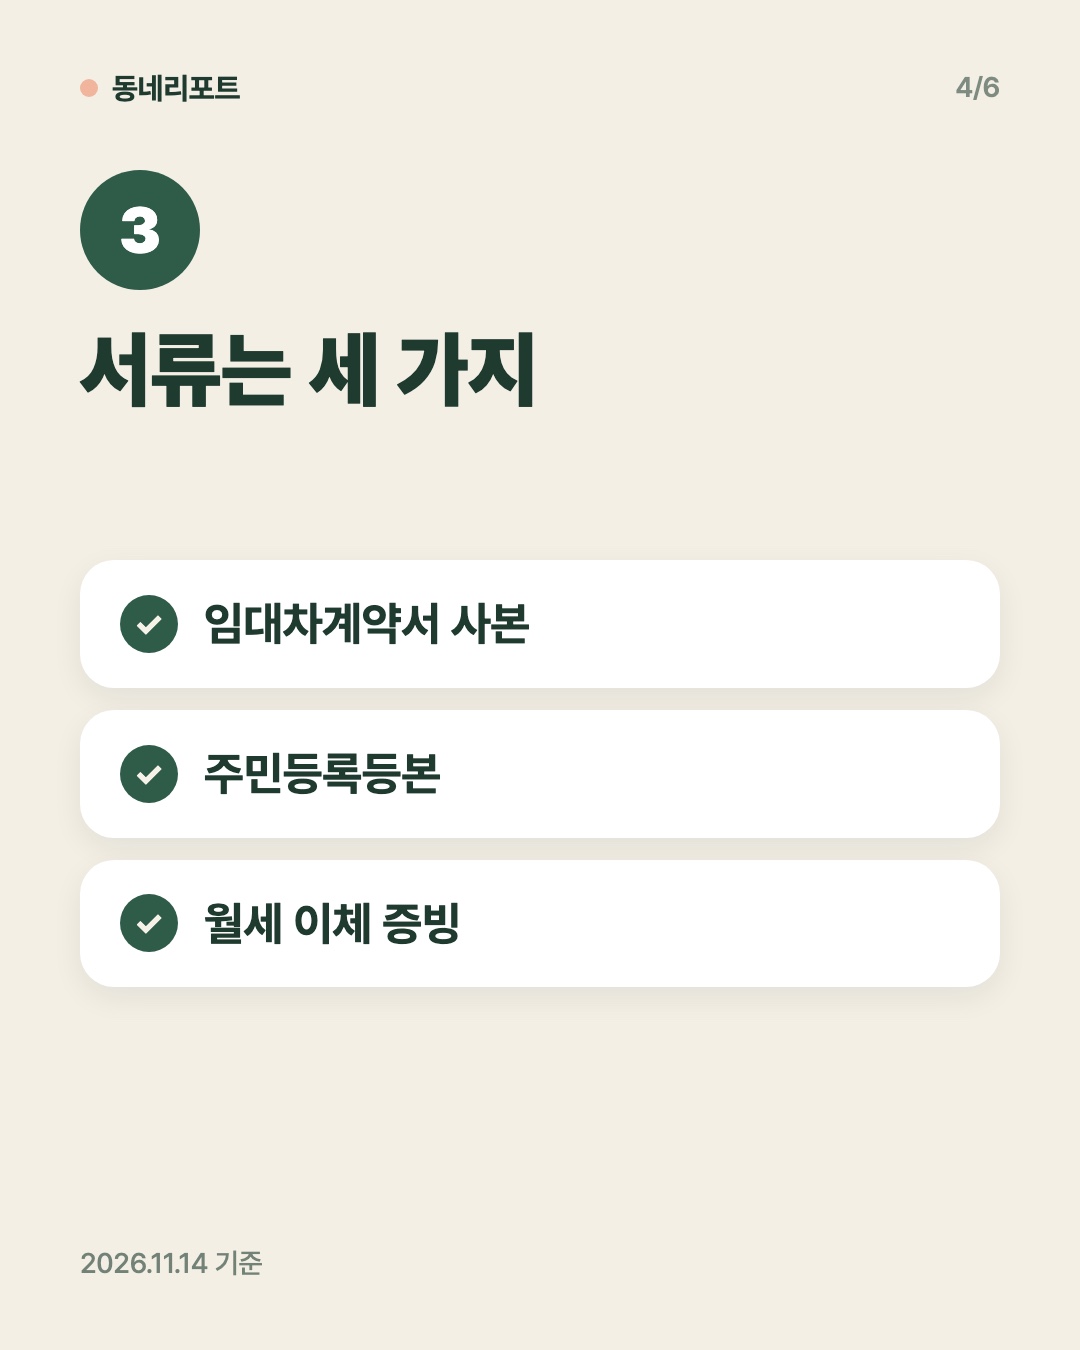 동네리포트
4/6
3
서류는 세 가지
임대차계약서 사본
주민등록등본
월세 이체 증빙
2026.11.14 기준